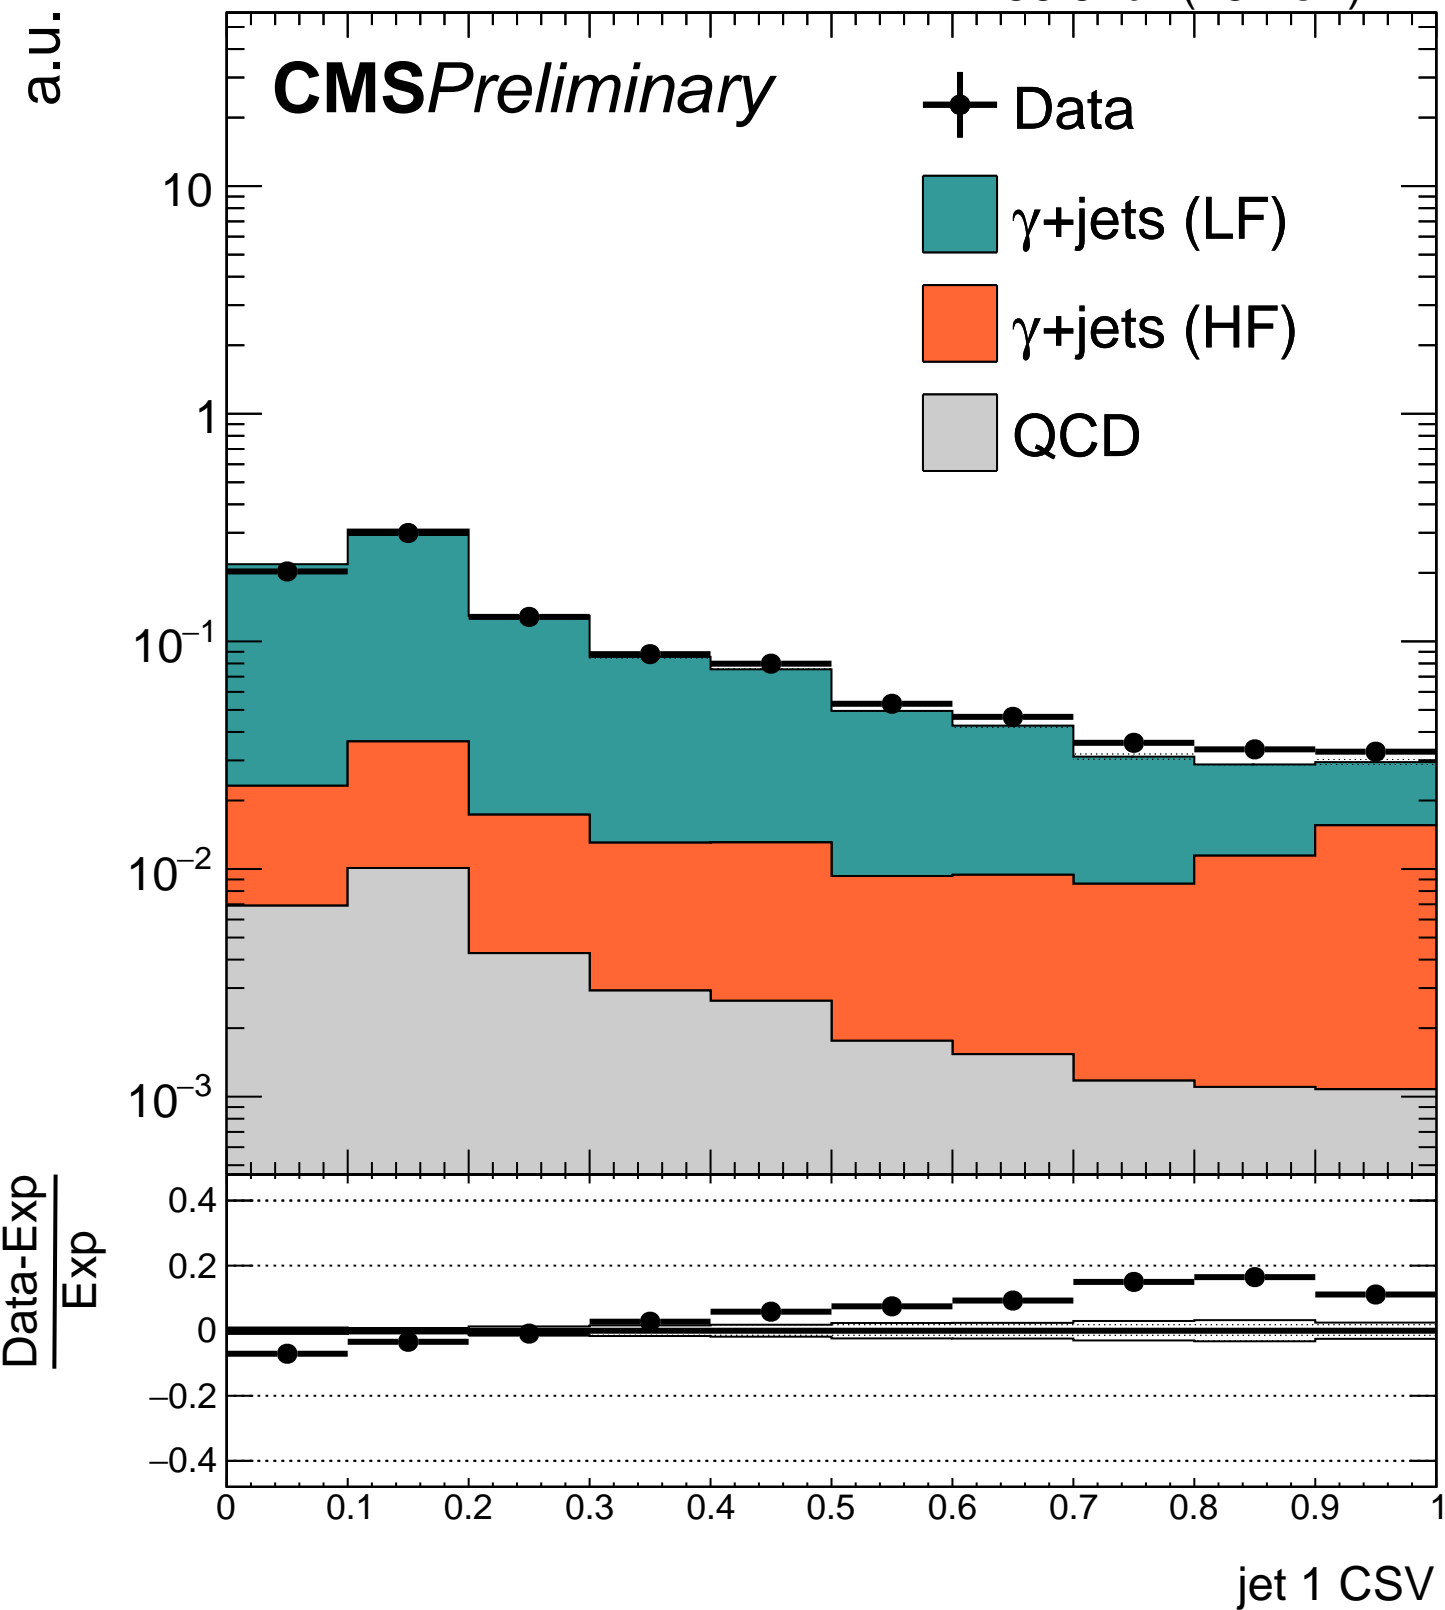 a.u.
CMS Preliminary
Data
γ+jets (LF)
γ+jets (HF)
QCD
10
1
10⁻¹
10⁻²
10⁻³
Data-Exp
Exp
0.4
0.2
0
−0.2
−0.4
0 0.1 0.2 0.3 0.4 0.5 0.6 0.7 0.8 0.9 1
jet 1 CSV